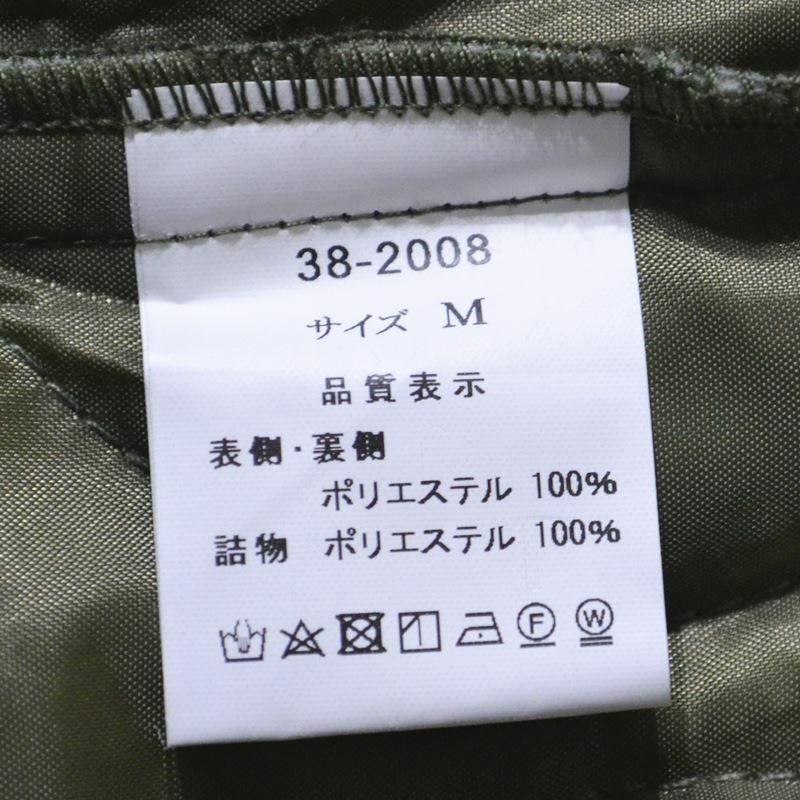 38-2008
サイズ M
品質表示
表側・裏側
ポリエステル 100%
詰物 ポリエステル 100%
F W